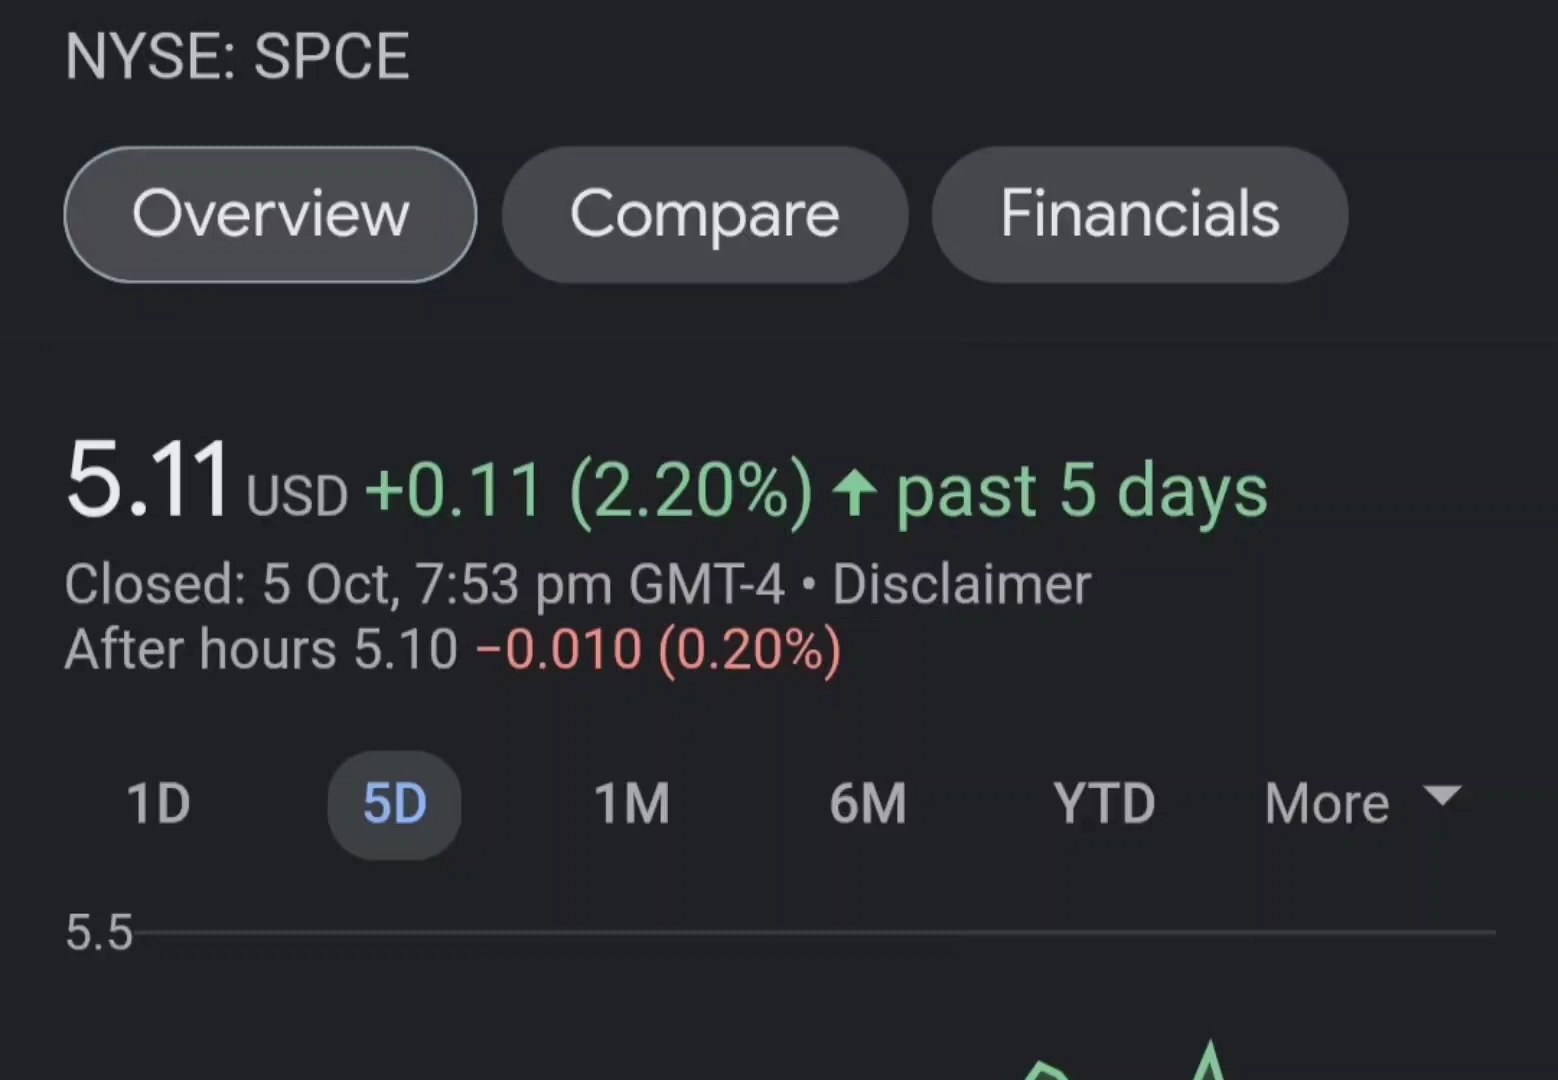 NYSE: SPCE
Overview Compare Financials
5.11 USD +0.11 (2.20%) ↑ past 5 days
Closed: 5 Oct, 7:53 pm GMT-4 • Disclaimer
After hours 5.10 −0.010 (0.20%)
1D 5D 1M 6M YTD More
5.5